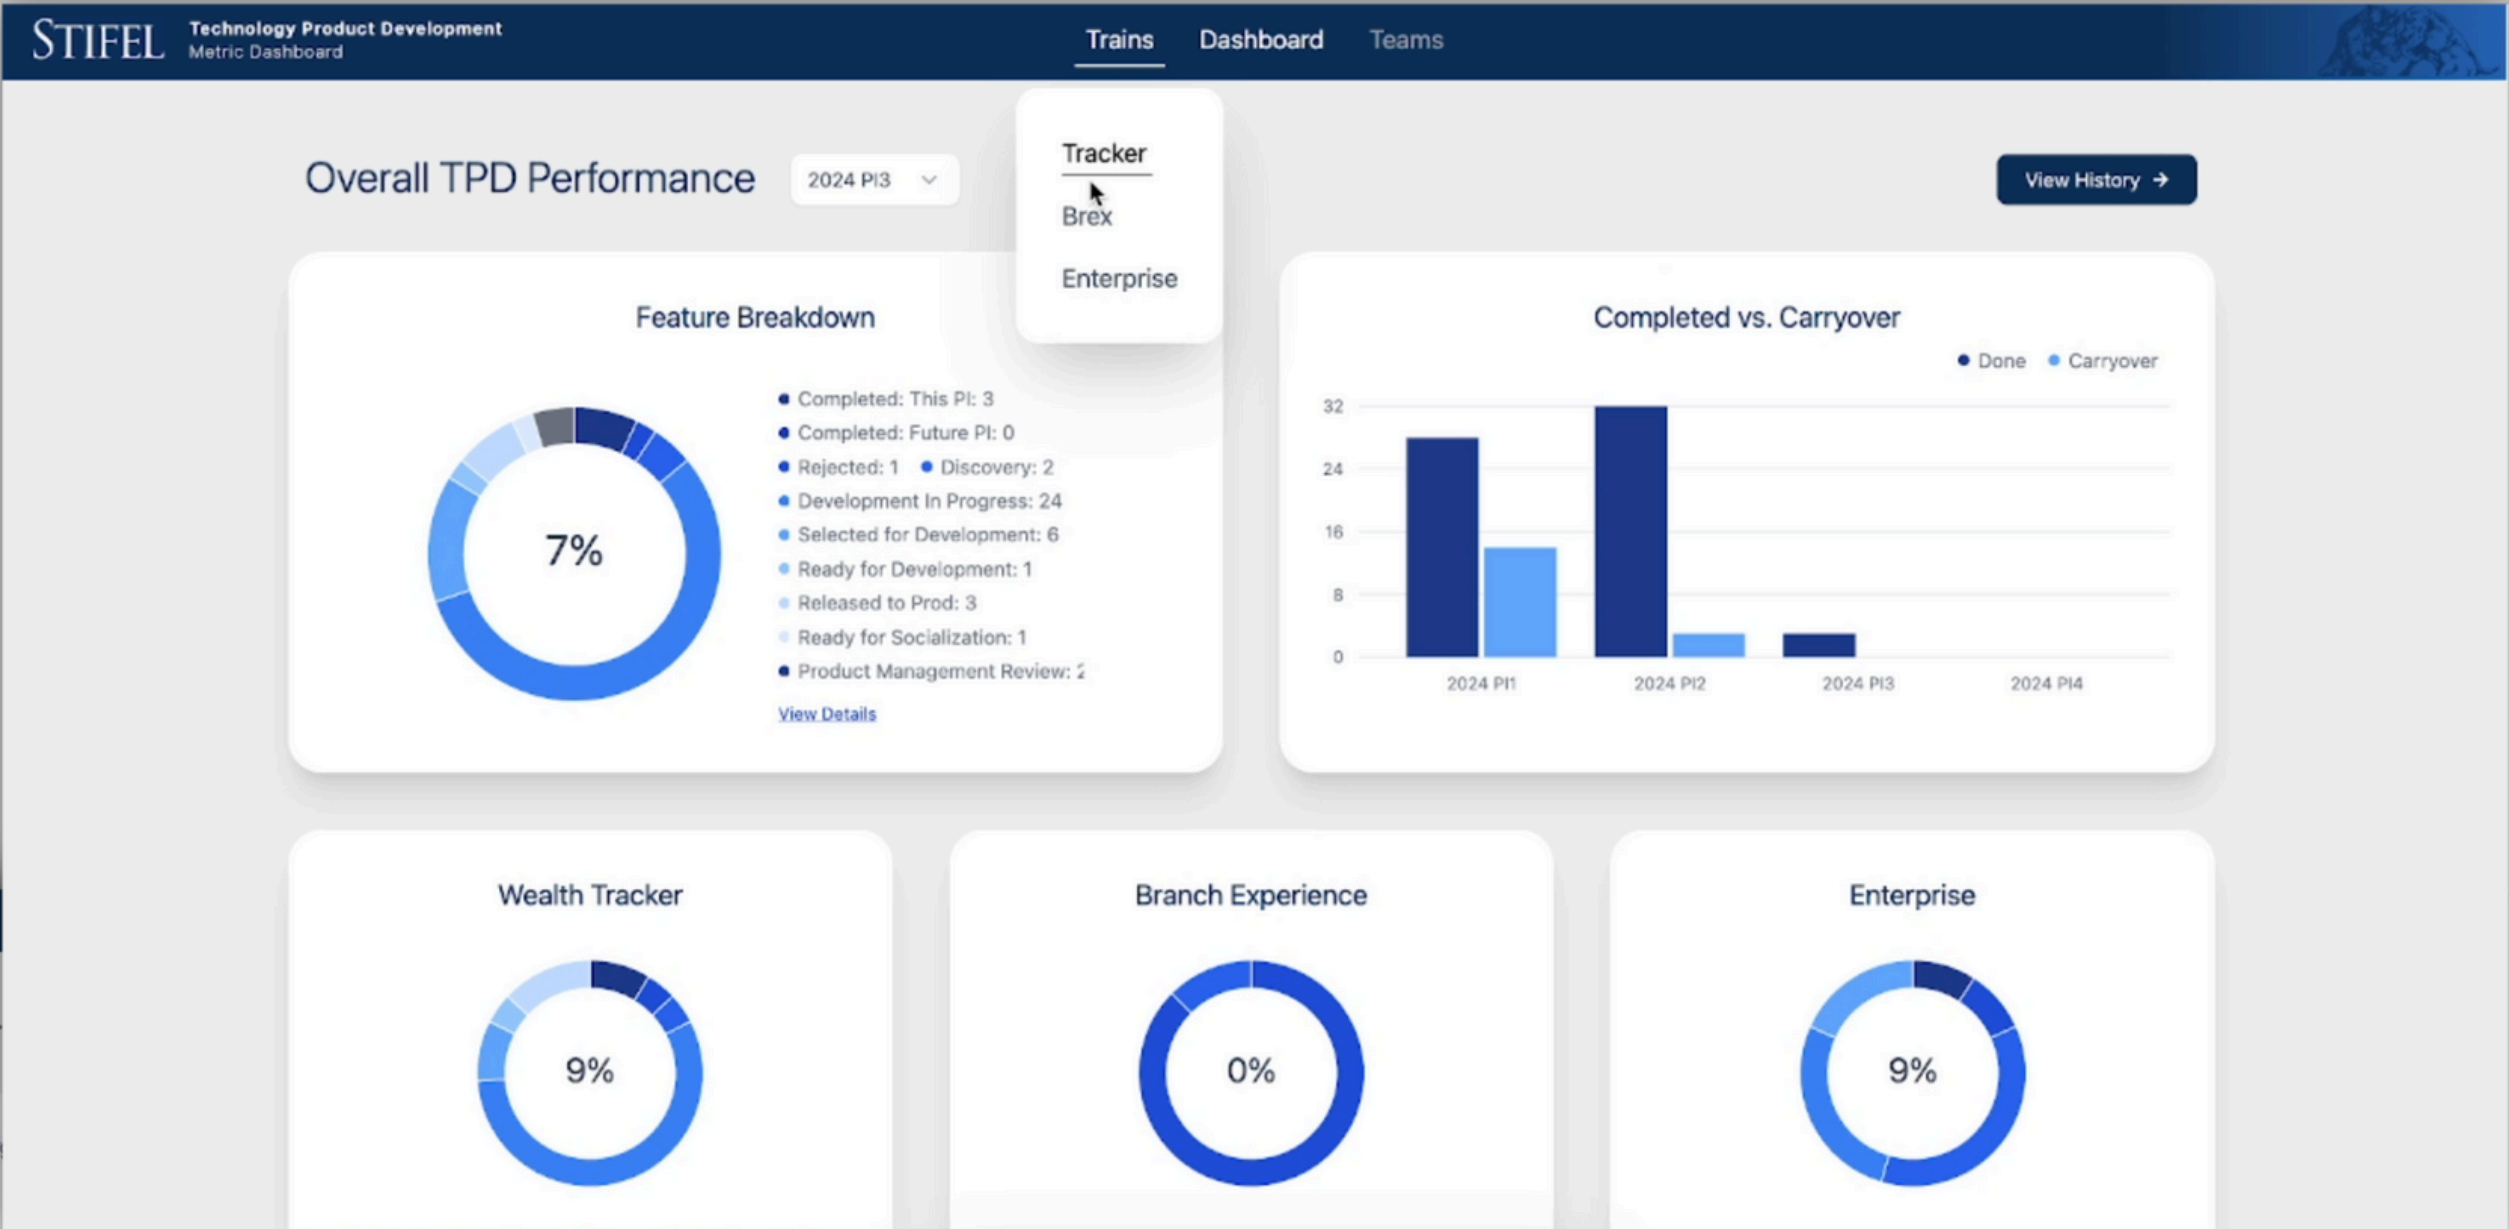 STIFEL
Technology Product Development
Metric Dashboard
Trains
Dashboard
Teams
Tracker
Brex
Enterprise
Overall TPD Performance
2024 PI3
View History →
Feature Breakdown
7%
Completed: This PI: 3
Completed: Future PI: 0
Rejected: 1 Discovery: 2
Development In Progress: 24
Selected for Development: 6
Ready for Development: 1
Released to Prod: 3
Ready for Socialization: 1
Product Management Review: 2
View Details
Completed vs. Carryover
Done Carryover
32
24
16
8
0
2024 PI1 2024 PI2 2024 PI3 2024 PI4
Wealth Tracker
9%
Branch Experience
0%
Enterprise
9%